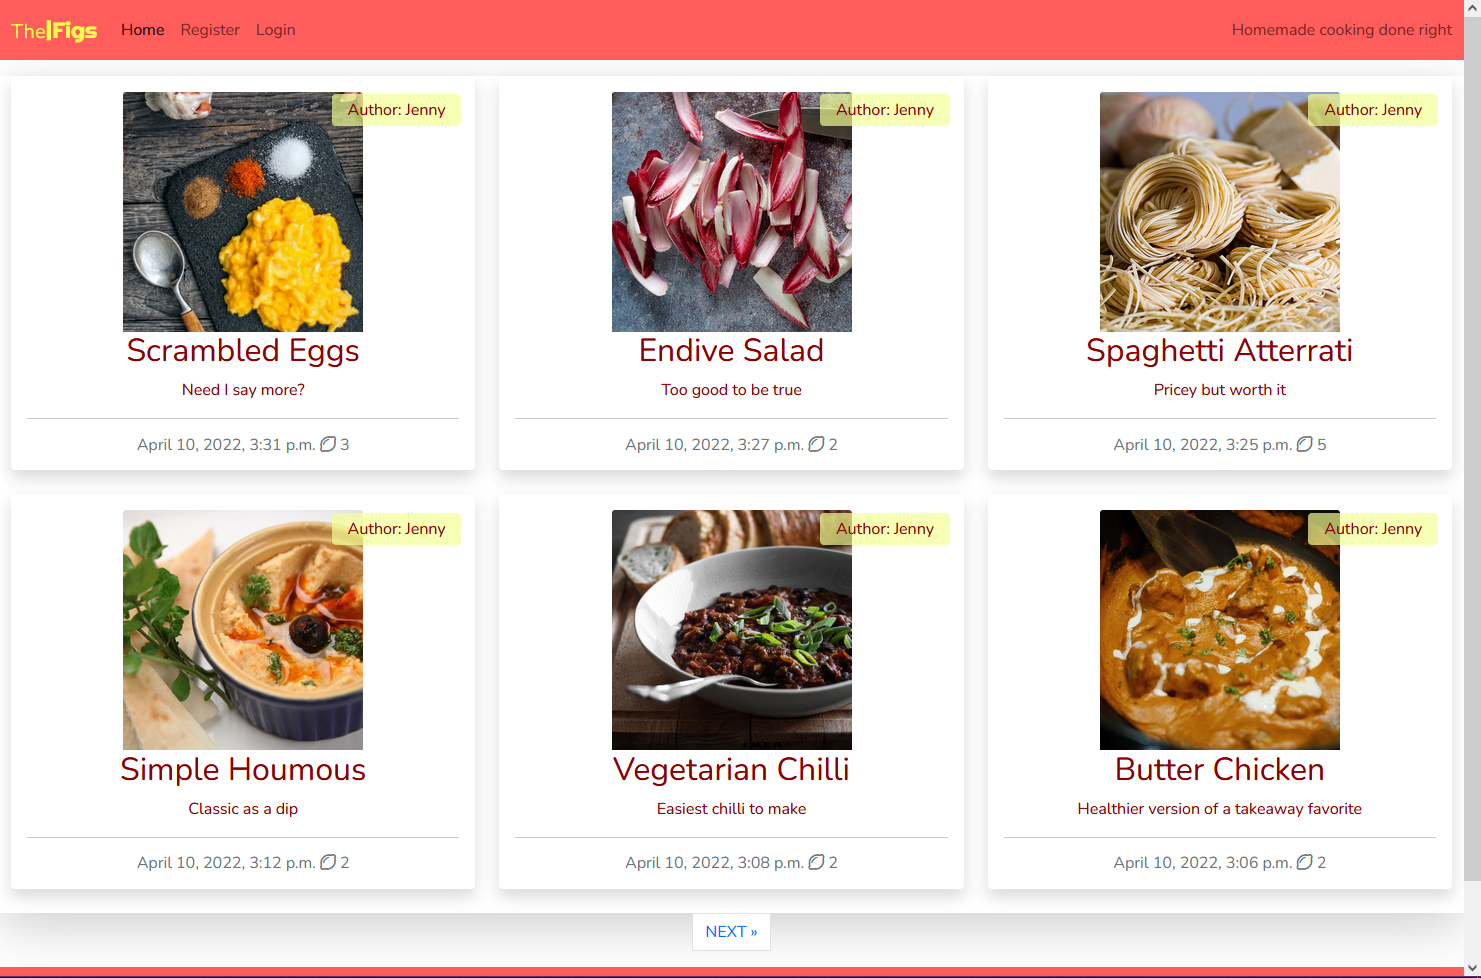 The|Figs Home Register Login Homemade cooking done right
Author: Jenny
Scrambled Eggs
Need I say more?
April 10, 2022, 3:31 p.m. 3
Author: Jenny
Endive Salad
Too good to be true
April 10, 2022, 3:27 p.m. 2
Author: Jenny
Spaghetti Atterrati
Pricey but worth it
April 10, 2022, 3:25 p.m. 5
Author: Jenny
Simple Houmous
Classic as a dip
April 10, 2022, 3:12 p.m. 2
Author: Jenny
Vegetarian Chilli
Easiest chilli to make
April 10, 2022, 3:08 p.m. 2
Author: Jenny
Butter Chicken
Healthier version of a takeaway favorite
April 10, 2022, 3:06 p.m. 2
NEXT »